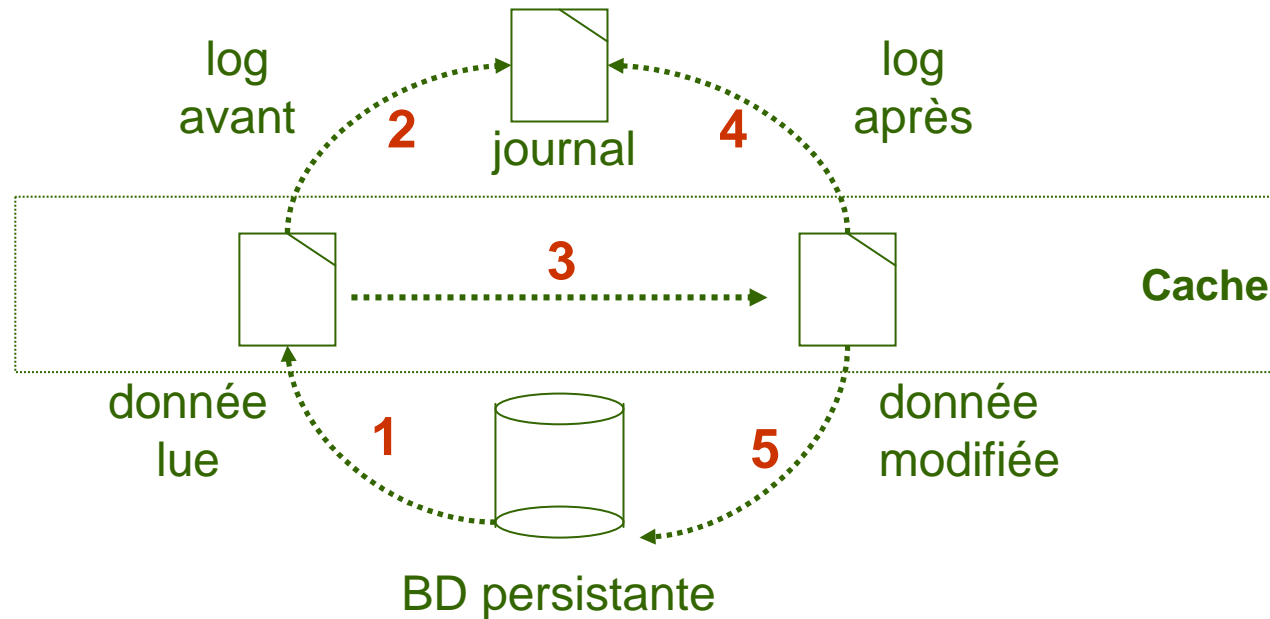 log
avant
2
journal
4
log
après
3
Cache
donnée
lue
1
5
donnée
modifiée
BD persistante